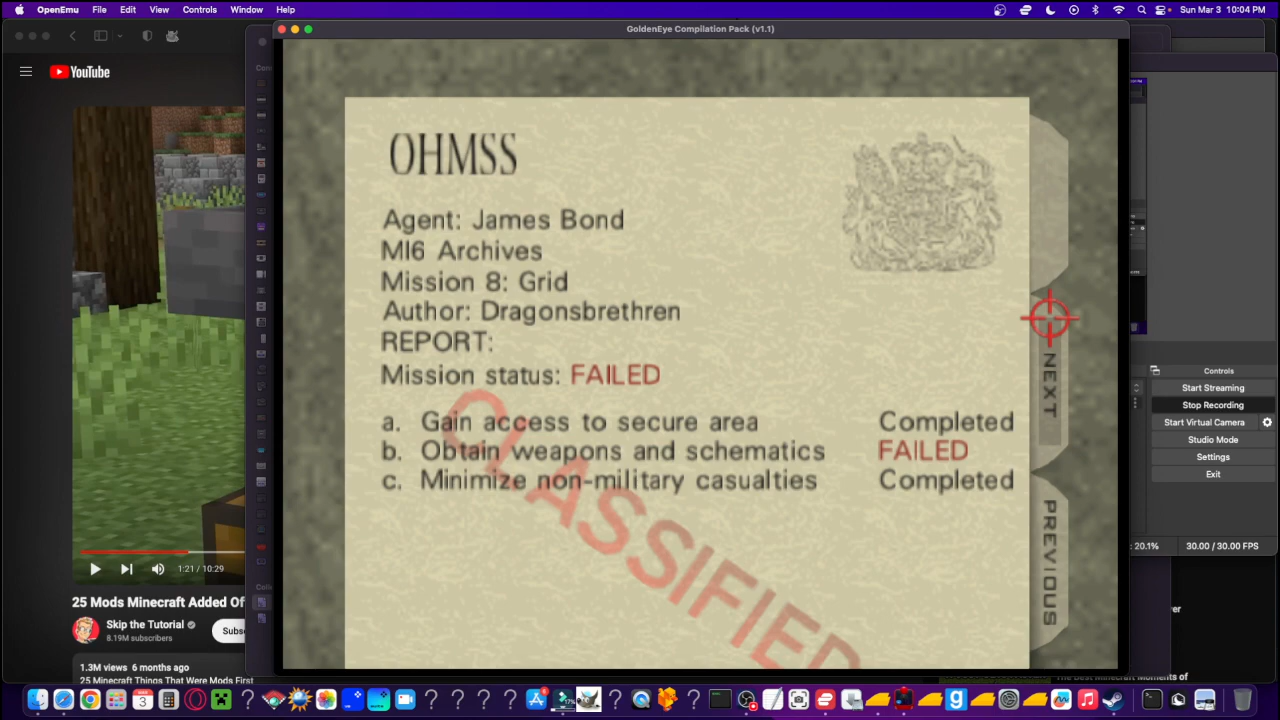 OpenEmu File Edit View Controls Window Help
Sun Mar 3 10:04 PM
GoldenEye Compilation Pack (v1.1)
YouTube
OHMSS
Agent: James Bond
MI6 Archives
Mission 8: Grid
Author: Dragonsbrethren
REPORT:
Mission status: FAILED
a. Gain access to secure area Completed
b. Obtain weapons and schematics FAILED
c. Minimize non-military casualties Completed
CLASSIFIED
NEXT
PREVIOUS
Controls
Start Streaming
Stop Recording
Start Virtual Camera
Studio Mode
Settings
Exit
: 20.1% 30.00 / 30.00 FPS
1:21 / 10:29
25 Mods Minecraft Added Of
Skip the Tutorial
8.19M subscribers
Subs
1.3M views 6 months ago
25 Minecraft Things That Were Mods First